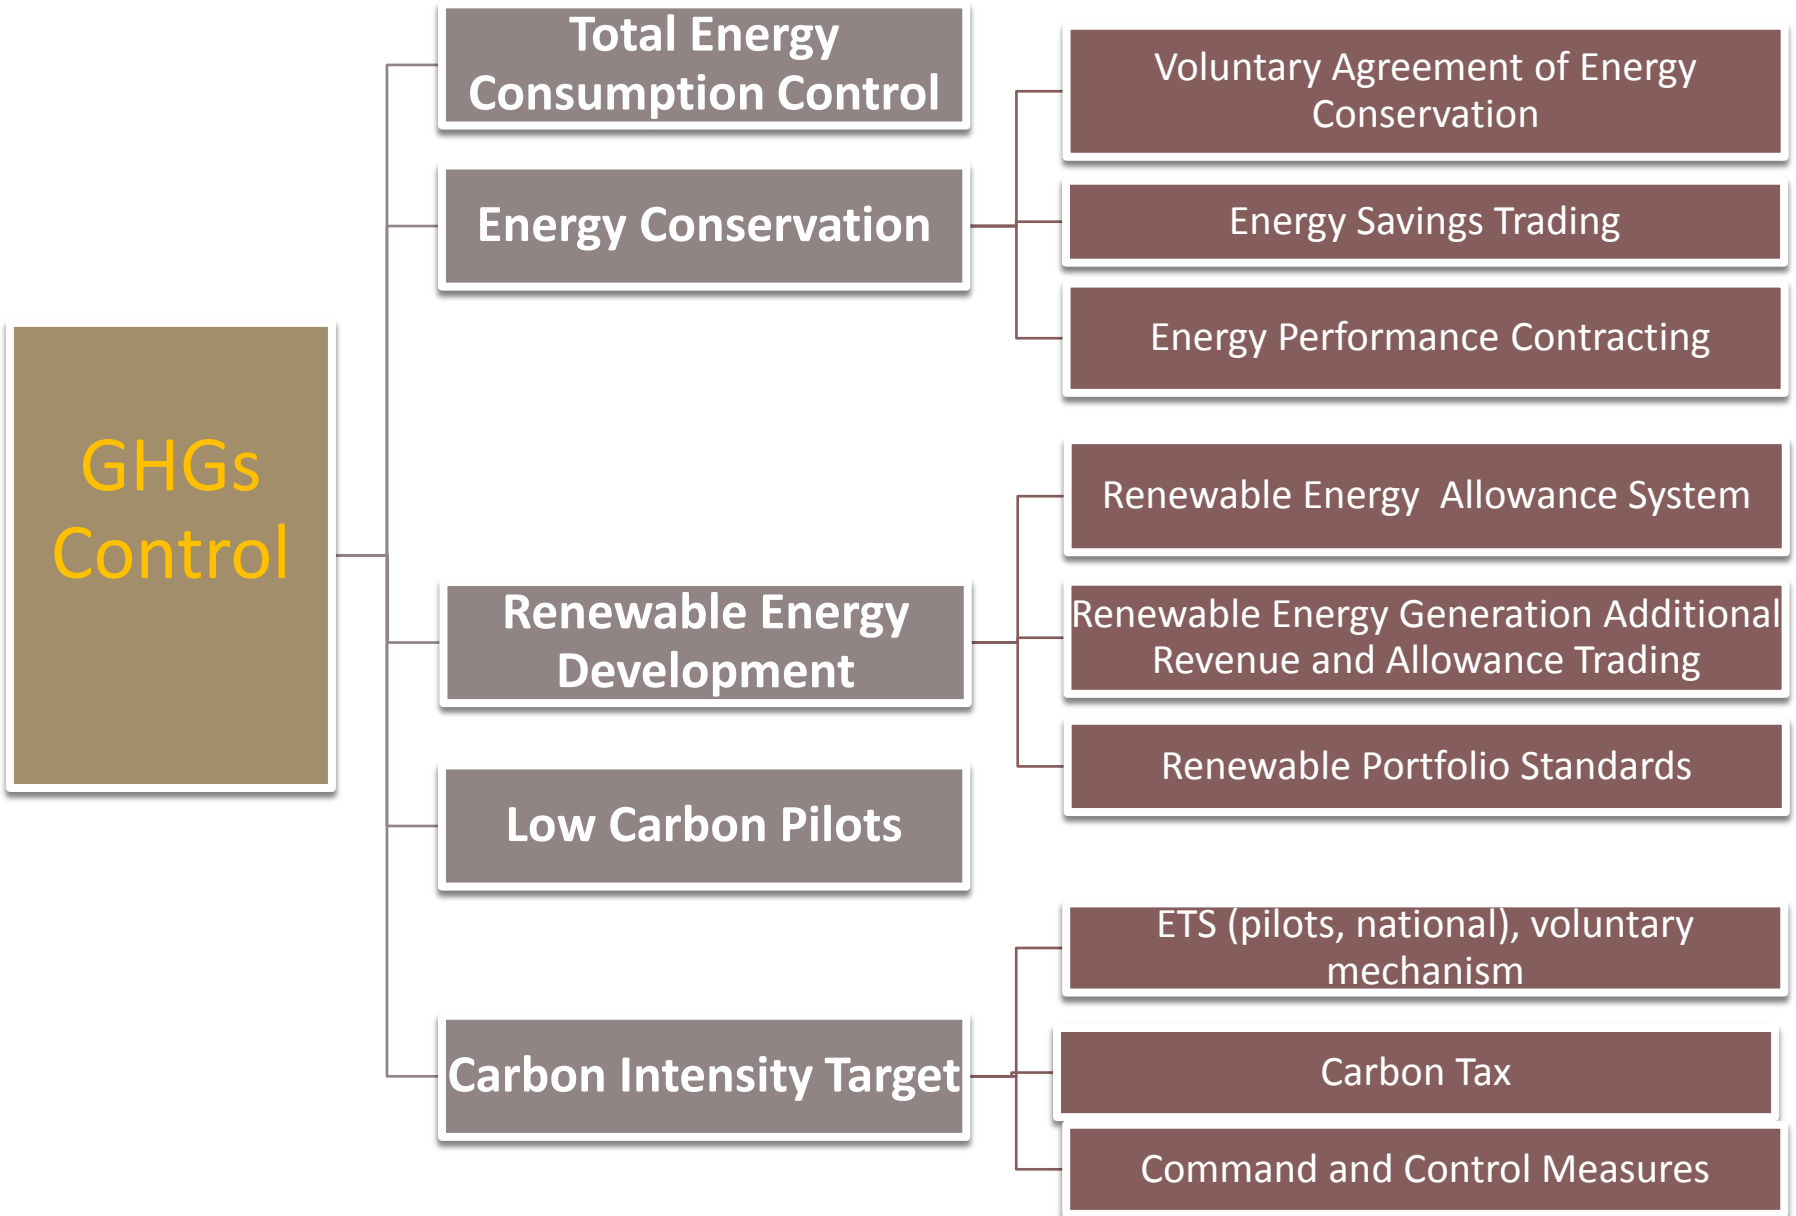 GHGs
Control
Total Energy
Consumption Control
Energy Conservation
Voluntary Agreement of Energy
Conservation
Energy Savings Trading
Energy Performance Contracting
Renewable Energy
Development
Renewable Energy  Allowance System
Renewable Energy Generation Additional
Revenue and Allowance Trading
Renewable Portfolio Standards
Low Carbon Pilots
Carbon Intensity Target
ETS (pilots, national), voluntary
mechanism
Carbon Tax
Command and Control Measures